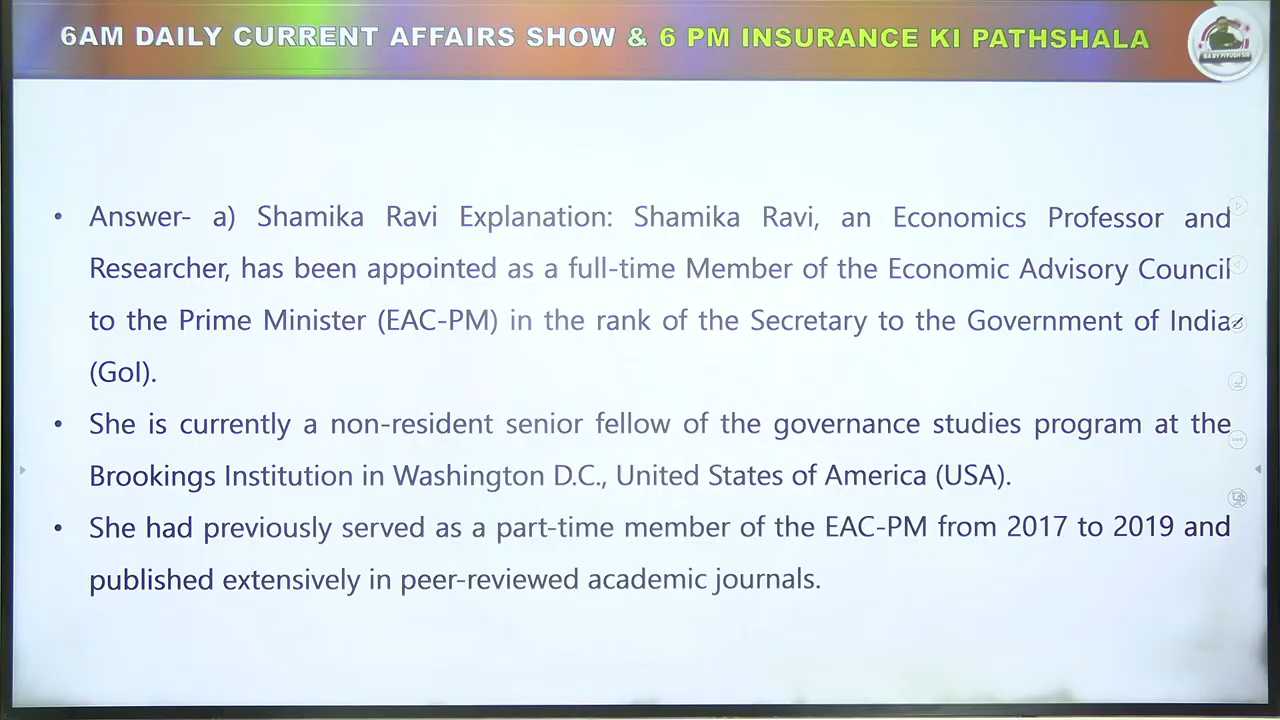 6AM DAILY CURRENT AFFAIRS SHOW & 6 PM INSURANCE KI PATHSHALA
GA BY PIYUSH SIR
• Answer- a) Shamika Ravi Explanation: Shamika Ravi, an Economics Professor and
Researcher, has been appointed as a full-time Member of the Economic Advisory Council
to the Prime Minister (EAC-PM) in the rank of the Secretary to the Government of India
(GoI).
• She is currently a non-resident senior fellow of the governance studies program at the
Brookings Institution in Washington D.C., United States of America (USA).
• She had previously served as a part-time member of the EAC-PM from 2017 to 2019 and
published extensively in peer-reviewed academic journals.